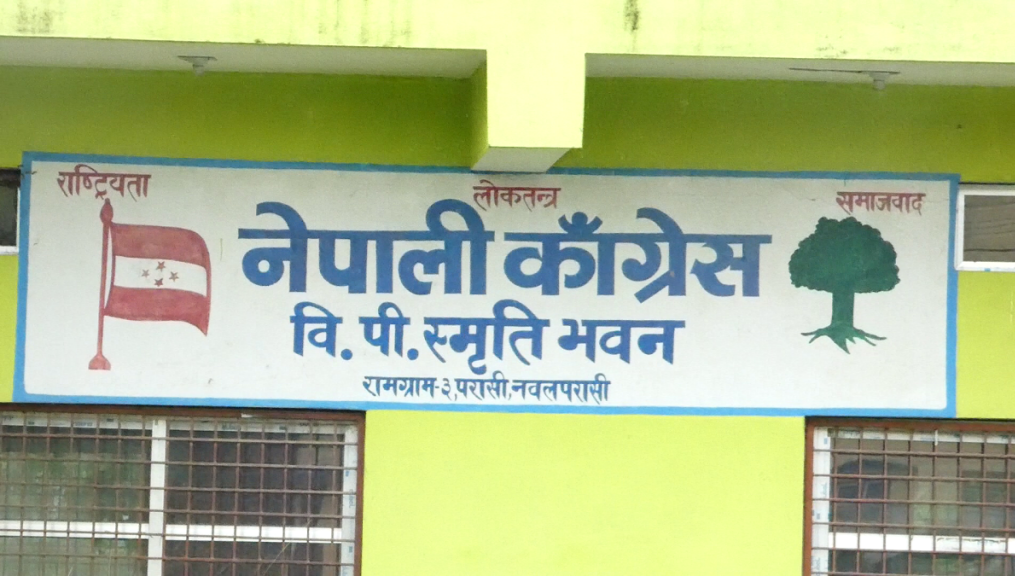 राष्ट्रियता लोकतन्त्र समाजवाद
नेपाली काँग्रेस
वि. पी. स्मृति भवन
रामग्राम-३, परासी, नवलपरासी